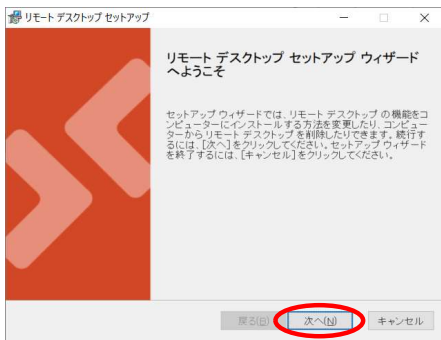 リモート デスクトップ セットアップ
リモート デスクトップ セットアップ ウィザード
へようこそ
セットアップ ウィザードでは、リモート デスクトップ の機能をコ
ンピューターにインストールする方法を変更したり、コンピュー
ターからリモート デスクトップ を削除したりできます。続行す
るには、[次へ] をクリックしてください。セットアップ ウィザード
を終了するには、[キャンセル] をクリックしてください。
戻る(B) 次へ(N) キャンセル